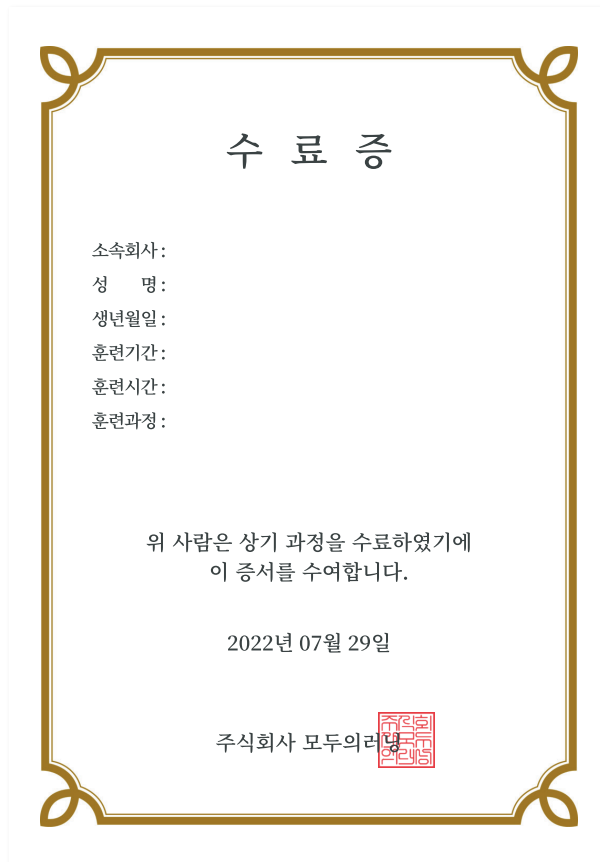 수 료 증
소속회사 :
성 명 :
생년월일 :
훈련기간 :
훈련시간 :
훈련과정 :
위 사람은 상기 과정을 수료하였기에
이 증서를 수여합니다.
2022년 07월 29일
주식회사 모두의러닝